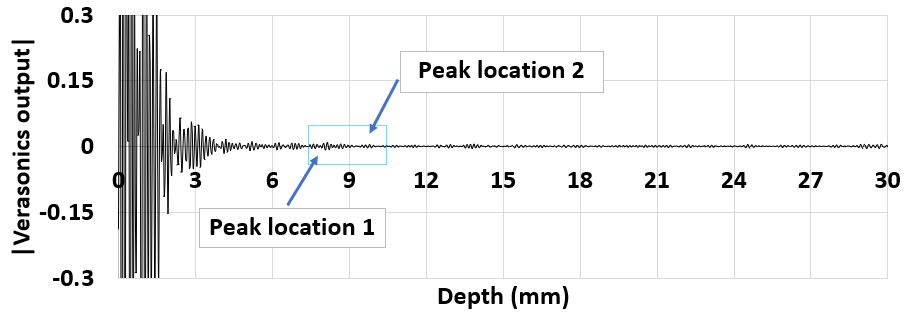 0.3
0.15
0
-0.15
-0.3
|Verasonics output|
Peak location 2
Peak location 1
0 3 6 9 12 15 18 21 24 27 30
Depth (mm)